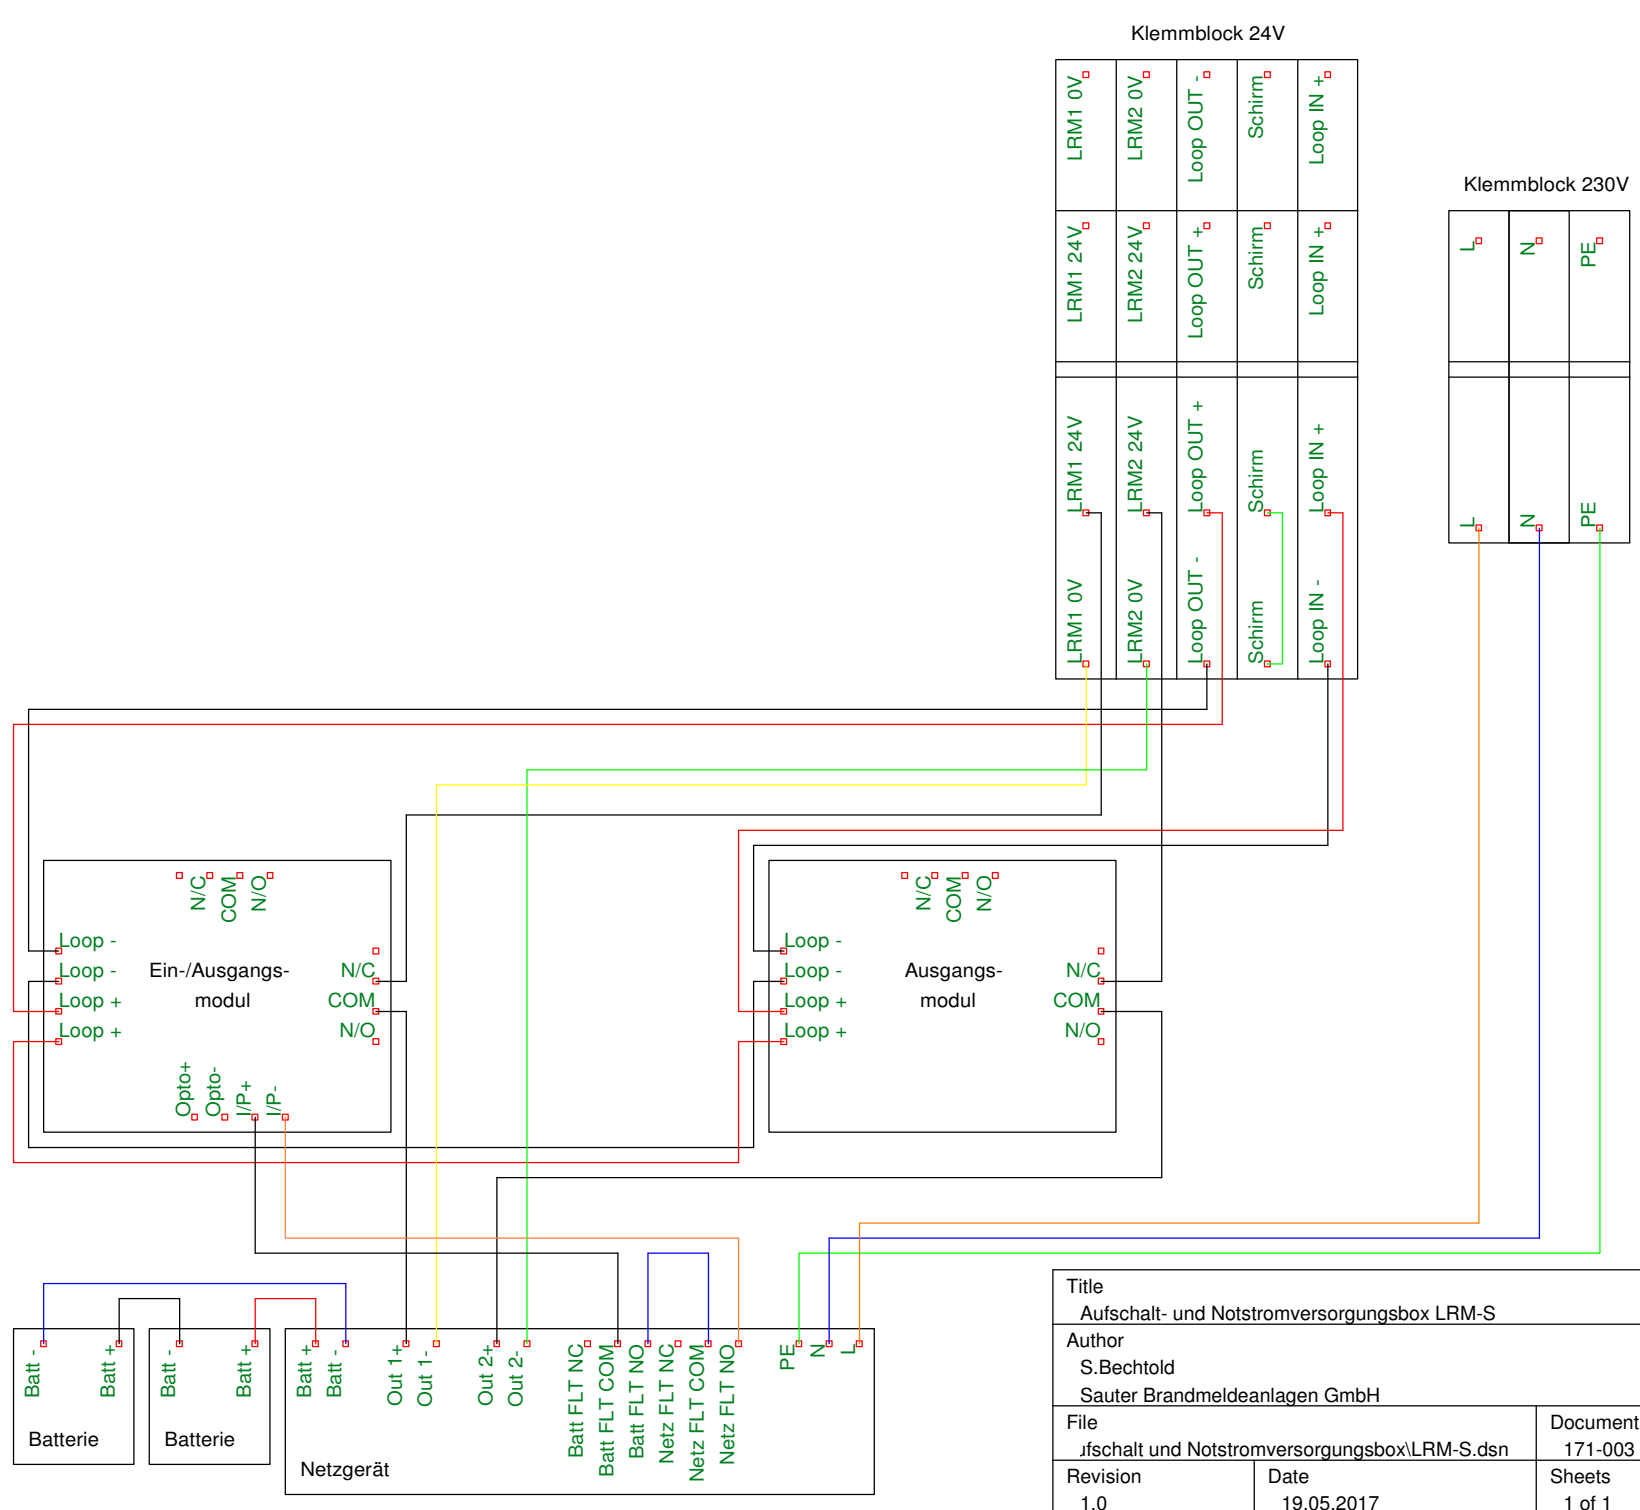 Klemmblock 24V
LRM1 0V
LRM2 0V
Loop OUT -
Schirm
Loop IN +
Klemmblock 230V
LRM1 24V
LRM2 24V
Loop OUT +
Schirm
Loop IN +
L
N
PE
LRM1 24V
LRM2 24V
Loop OUT +
Schirm
Loop IN +
L
N
PE
LRM1 0V
LRM2 0V
Loop OUT -
Schirm
Loop IN -
N/C
COM
N/O
Loop -
Loop -
Loop +
Loop +
Ein-/Ausgangs-
modul
N/C
COM
N/O
Opto+
Opto-
I/P+
I/P-
N/C
COM
N/O
Loop -
Loop -
Loop +
Loop +
Ausgangs-
modul
N/C
COM
N/O
Batt -
Batt +
Batterie
Batt -
Batt +
Batterie
Batt +
Batt -
Out 1+
Out 1-
Out 2+
Out 2-
Batt FLT NC
Batt FLT COM
Batt FLT NO
Netz FLT NC
Netz FLT COM
Netz FLT NO
PE
N
L
Netzgerät
Title
Aufschalt- und Notstromversorgungsbox LRM-S
Author
S.Bechtold
Sauter Brandmeldeanlagen GmbH
File
ufschalt und Notstromversorgungsbox\LRM-S.dsn
Document
171-003
Revision
1.0
Date
19.05.2017
Sheets
1 of 1